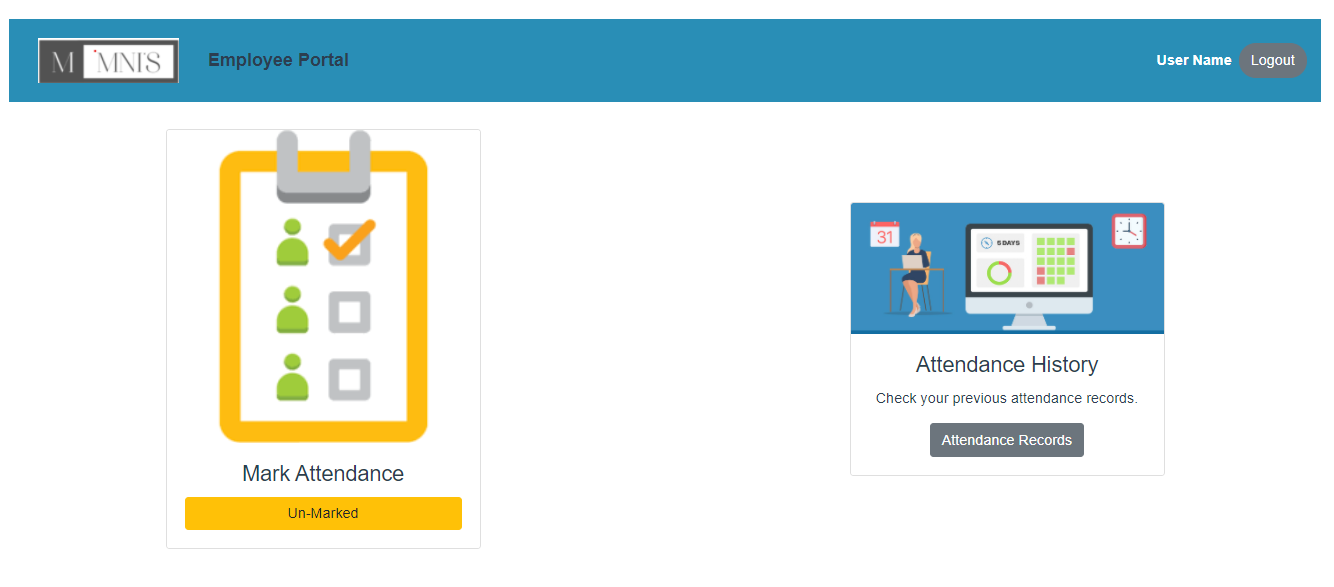 M MNI'S
Employee Portal
User Name
Logout
31
5 DAYS
Attendance History
Check your previous attendance records.
Attendance Records
Mark Attendance
Un-Marked